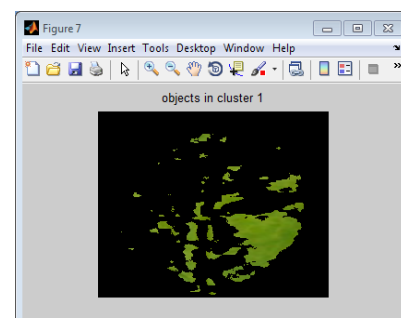 Figure 7
File Edit View Insert Tools Desktop Window Help
objects in cluster 1